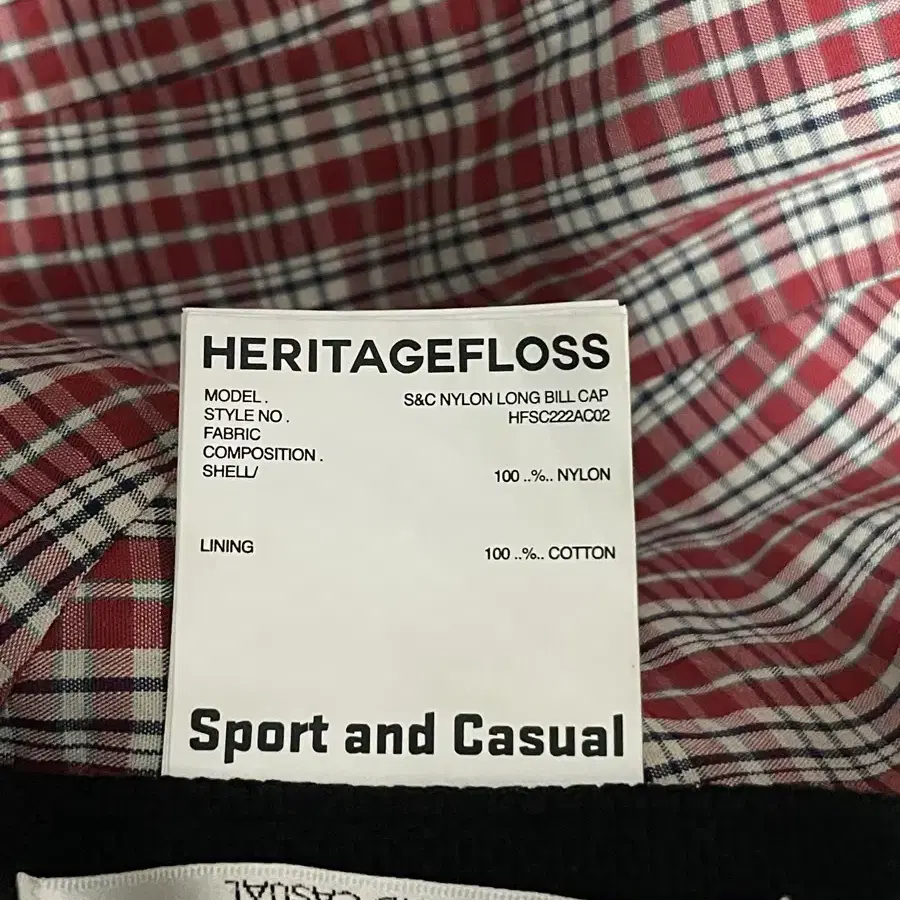 HERITAGEFLOSS
MODEL. S&C NYLON LONG BILL CAP
STYLE NO. HFSC222AC02
FABRIC
COMPOSITION.
SHELL/ 100 ..%.. NYLON
LINING 100 ..%.. COTTON
Sport and Casual
CASUAL